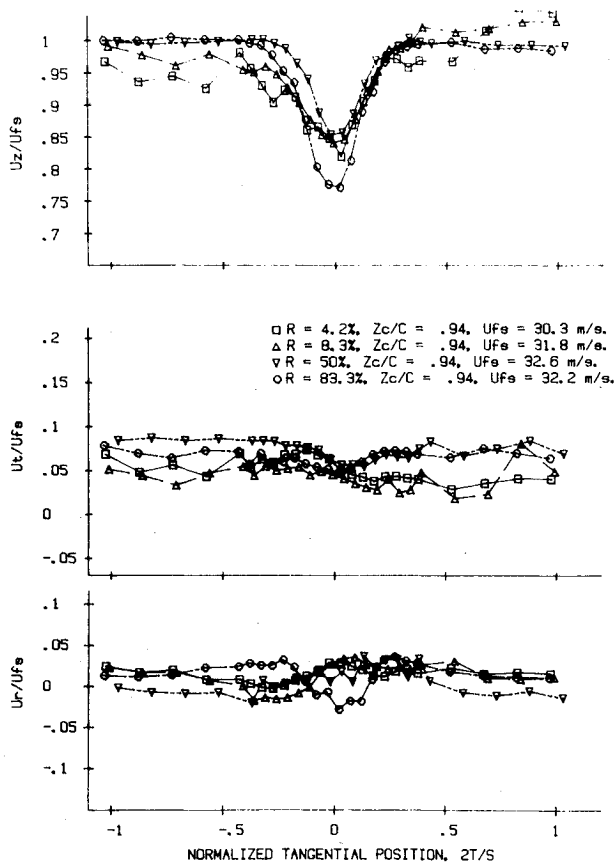 1
.95
.9
.85
.8
.75
.7
Uz/Ufs
R = 4.2%, Zc/C = .94, Ufs = 30.3 m/s.
R = 8.3%, Zc/C = .94, Ufs = 31.8 m/s.
R = 50%, Zc/C = .94, Ufs = 32.6 m/s.
R = 83.3%, Zc/C = .94, Ufs = 32.2 m/s.
.2
.15
.1
.05
0
-.05
Ut/Ufs
.1
.05
0
-.05
-.1
Ur/Ufs
-1
-.5
0
.5
1
NORMALIZED TANGENTIAL POSITION, 2T/S